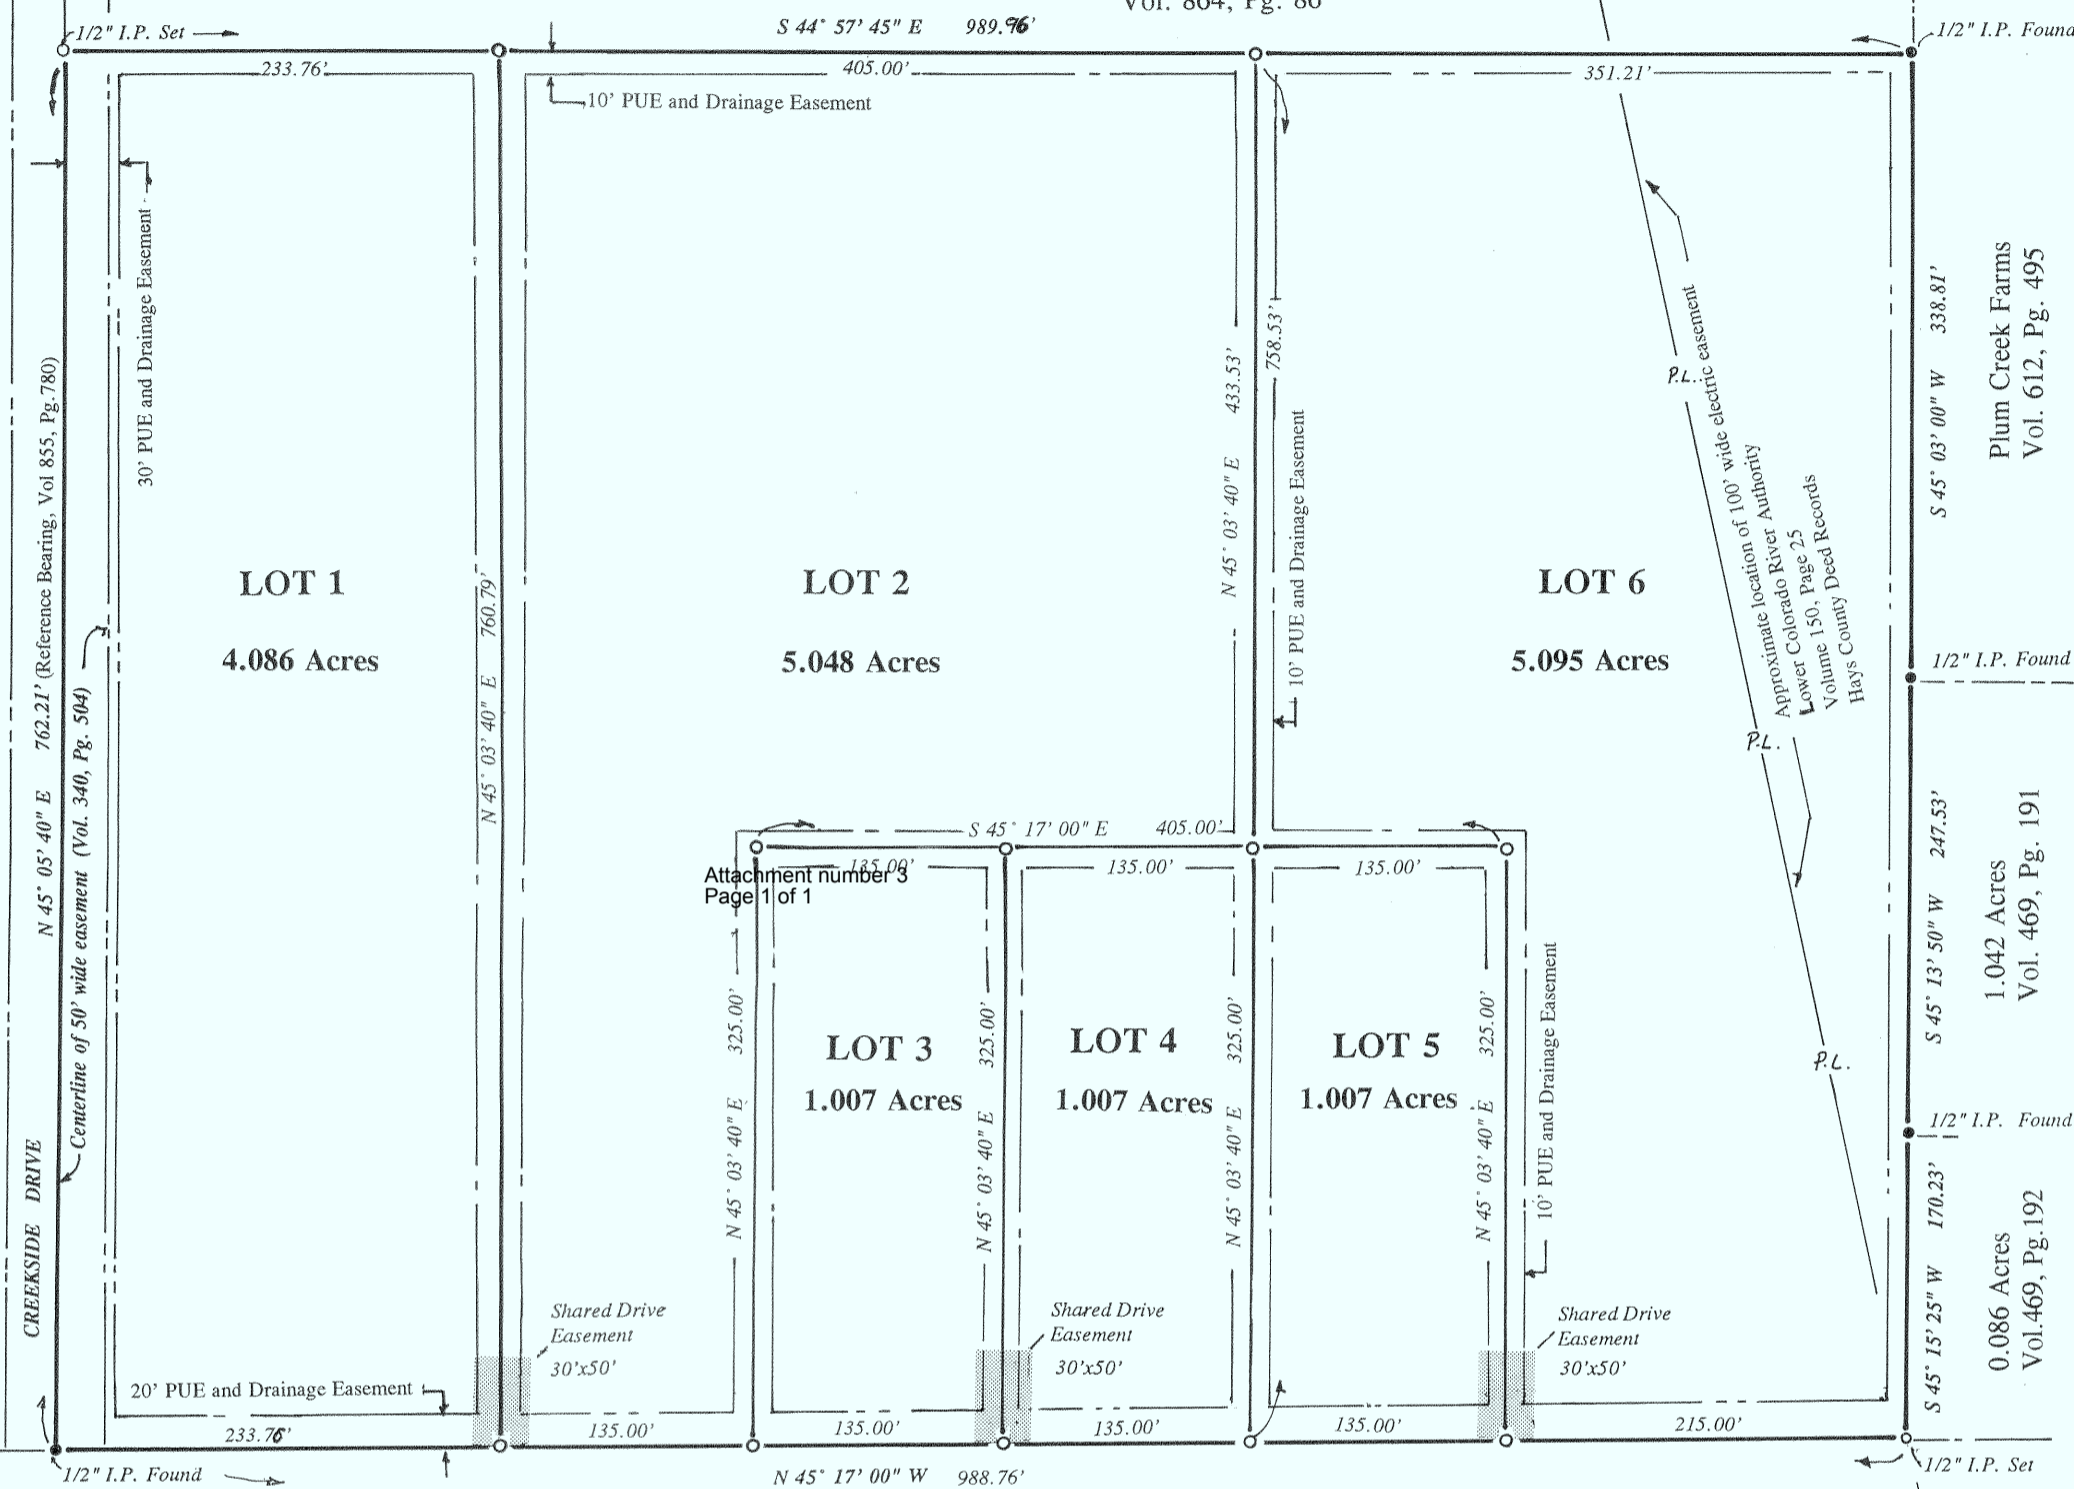 Vol. 864, Pg. 86
1/2" I.P. Set
S 44° 57' 45" E 989.96'
1/2" I.P. Found
233.76'
405.00'
351.21'
10' PUE and Drainage Easement
30' PUE and Drainage Easement
N 45° 05' 40" E 762.21' (Reference Bearing, Vol 855, Pg.780)
Centerline of 50' wide easement (Vol. 340, Pg. 504)
CREEKSIDE DRIVE
LOT 1
4.086 Acres
N 45° 03' 40" E 760.79'
LOT 2
5.048 Acres
N 45° 03' 40" E 433.53'
758.53'
10' PUE and Drainage Easement
LOT 6
5.095 Acres
P.L.
Approximate location of 100' wide electric easement
Lower Colorado River Authority
Volume 150, Page 25
Hays County Deed Records
P.L.
P.L.
S 45° 03' 00" W 338.81'
Plum Creek Farms
Vol. 612, Pg. 495
1/2" I.P. Found
S 45° 13' 50" W 247.53'
1.042 Acres
Vol. 469, Pg. 191
1/2" I.P. Found
S 45° 15' 25" W 170.23'
0.086 Acres
Vol.469, Pg.192
S 45° 17' 00" E 405.00'
135.00'
135.00'
135.00'
Attachment number 3
Page 1 of 1
N 45° 03' 40" E 325.00'
LOT 3
1.007 Acres
N 45° 03' 40" E 325.00'
LOT 4
1.007 Acres
N 45° 03' 40" E 325.00'
LOT 5
1.007 Acres
N 45° 03' 40" E 325.00'
10' PUE and Drainage Easement
Shared Drive
Easement
30'x50'
Shared Drive
Easement
30'x50'
Shared Drive
Easement
30'x50'
20' PUE and Drainage Easement
233.76'
135.00'
135.00'
135.00'
135.00'
215.00'
1/2" I.P. Found
N 45° 17' 00" W 988.76'
1/2" I.P. Set